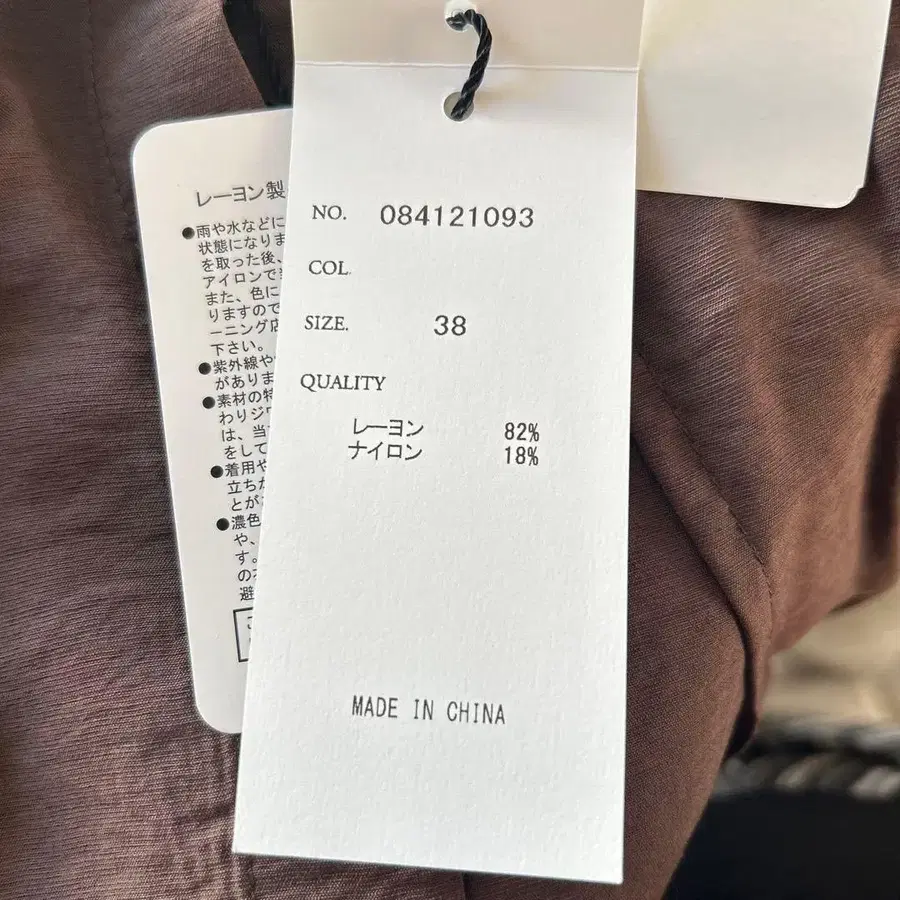 レーヨン製
●雨や水などに
状態になりま
を取った後、
アイロンで
また、色に
りますので
ーニング店
下さい。
●紫外線や
がありま
●素材の特
わりジワ
は、当
をして
●着用や
立ちか
とが
●濃色
や、
す。
の
避
NO. 084121093
COL.
SIZE. 38
QUALITY
レーヨン 82%
ナイロン 18%
MADE IN CHINA